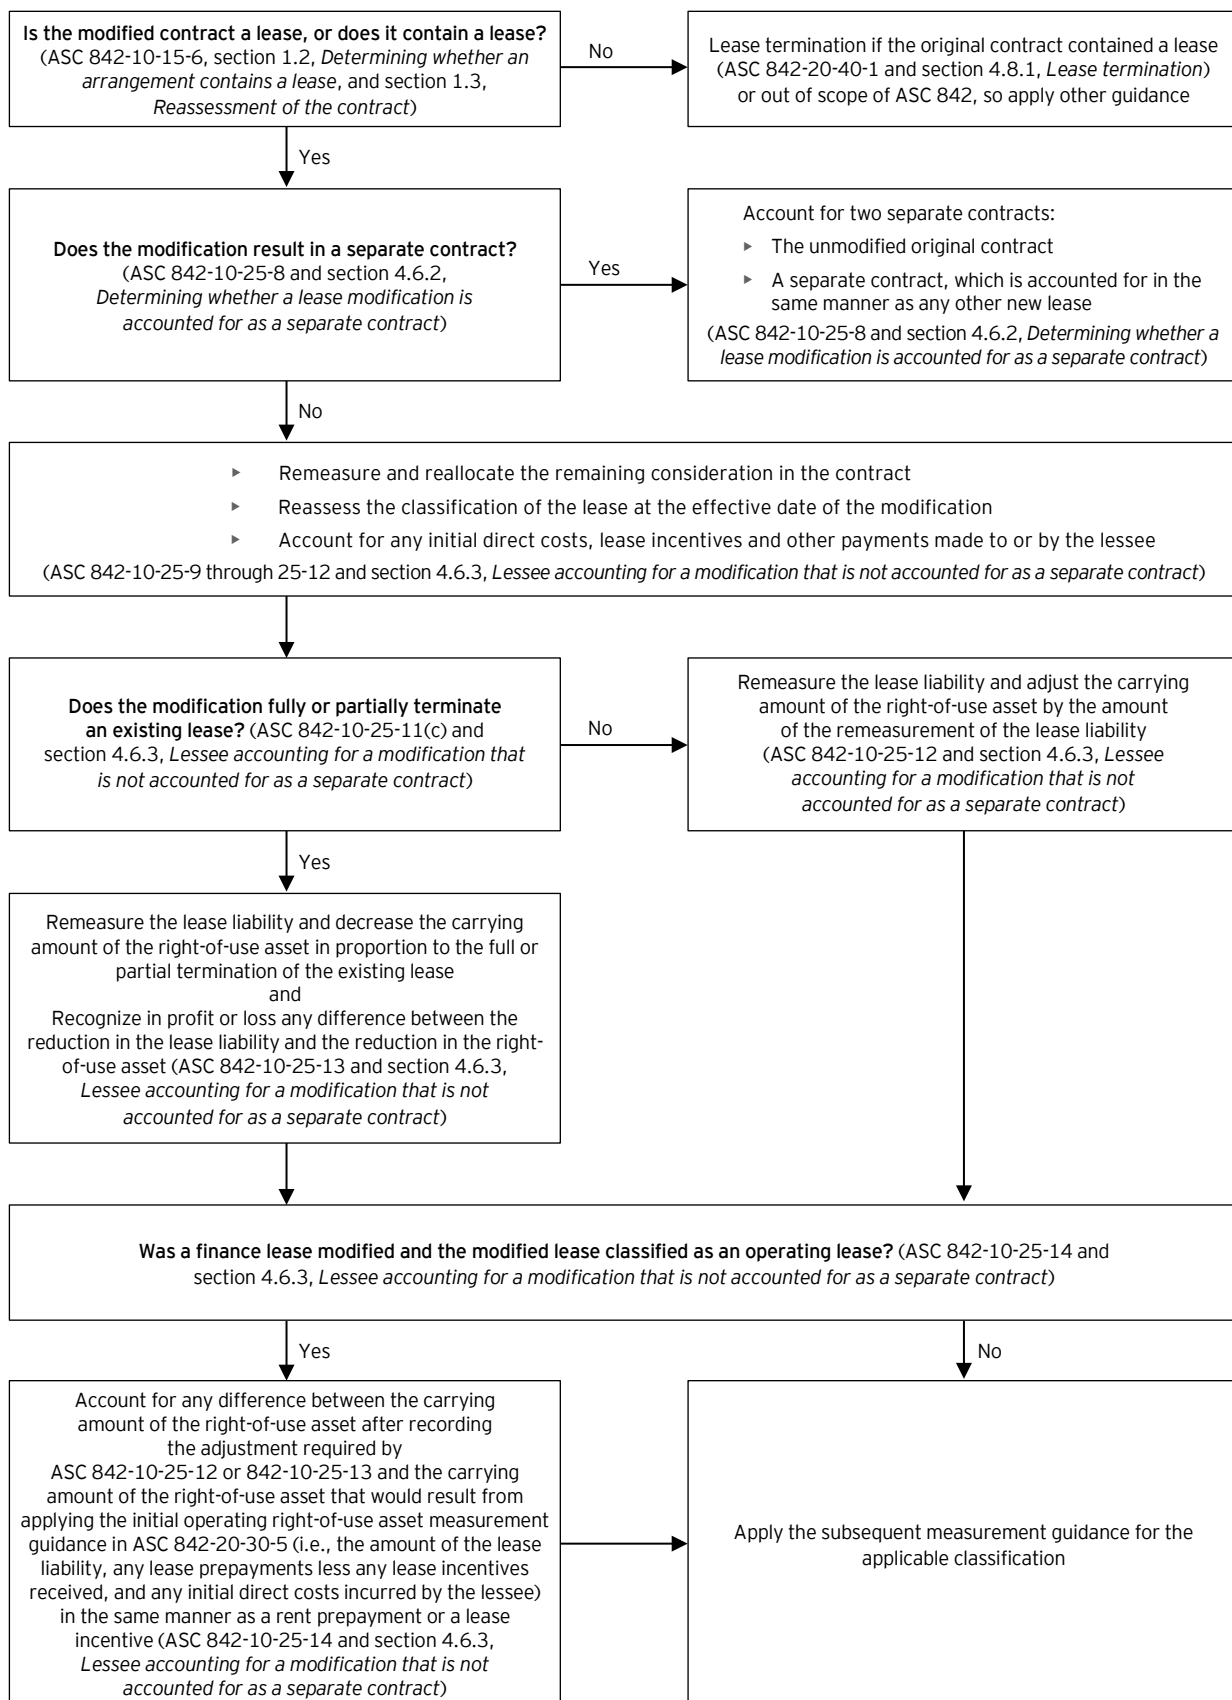 Is the modified contract a lease, or does it contain a lease?
(ASC 842-10-15-6, section 1.2, Determining whether an
arrangement contains a lease, and section 1.3,
Reassessment of the contract)
No
Lease termination if the original contract contained a lease
(ASC 842-20-40-1 and section 4.8.1, Lease termination)
or out of scope of ASC 842, so apply other guidance
Yes
Does the modification result in a separate contract?
(ASC 842-10-25-8 and section 4.6.2,
Determining whether a lease modification is
accounted for as a separate contract)
Yes
Account for two separate contracts:
► The unmodified original contract
► A separate contract, which is accounted for in the
same manner as any other new lease
(ASC 842-10-25-8 and section 4.6.2, Determining whether a
lease modification is accounted for as a separate contract)
No
► Remeasure and reallocate the remaining consideration in the contract
► Reassess the classification of the lease at the effective date of the modification
► Account for any initial direct costs, lease incentives and other payments made to or by the lessee
(ASC 842-10-25-9 through 25-12 and section 4.6.3, Lessee accounting for a modification that is not accounted for as a separate contract)
Does the modification fully or partially terminate
an existing lease? (ASC 842-10-25-11(c) and
section 4.6.3, Lessee accounting for a modification that
is not accounted for as a separate contract)
No
Remeasure the lease liability and adjust the carrying
amount of the right-of-use asset by the amount
of the remeasurement of the lease liability
(ASC 842-10-25-12 and section 4.6.3, Lessee
accounting for a modification that is not
accounted for as a separate contract)
Yes
Remeasure the lease liability and decrease the carrying
amount of the right-of-use asset in proportion to the full or
partial termination of the existing lease
and
Recognize in profit or loss any difference between the
reduction in the lease liability and the reduction in the right-
of-use asset (ASC 842-10-25-13 and section 4.6.3,
Lessee accounting for a modification that is not
accounted for as a separate contract)
Was a finance lease modified and the modified lease classified as an operating lease? (ASC 842-10-25-14 and
section 4.6.3, Lessee accounting for a modification that is not accounted for as a separate contract)
Yes
No
Account for any difference between the carrying
amount of the right-of-use asset after recording
the adjustment required by
ASC 842-10-25-12 or 842-10-25-13 and the carrying
amount of the right-of-use asset that would result from
applying the initial operating right-of-use asset measurement
guidance in ASC 842-20-30-5 (i.e., the amount of the lease
liability, any lease prepayments less any lease incentives
received, and any initial direct costs incurred by the lessee)
in the same manner as a rent prepayment or a lease
incentive (ASC 842-10-25-14 and section 4.6.3,
Lessee accounting for a modification that is not
accounted for as a separate contract)
Apply the subsequent measurement guidance for the
applicable classification